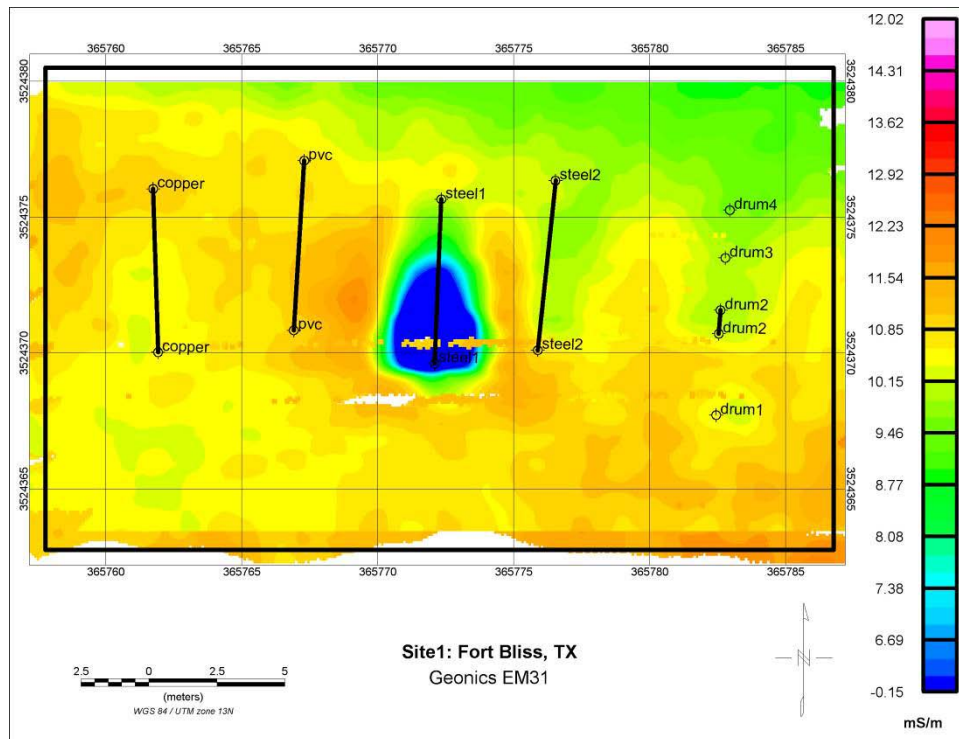 365760 365765 365770 365775 365780 365785
12.02
3524380 3524380
14.31
13.62
pvc
12.92
copper steel1 steel2
drum4
3524375 3524375
12.23
drum3
11.54
drum2
pvc drum2
10.85
copper steel1 steel2
3524370 3524370
10.15
drum1
9.46
3524365 3524365
8.77
8.08
365760 365765 365770 365775 365780 365785
7.38
6.69
-0.15
mS/m
Site1: Fort Bliss, TX
Geonics EM31
2.5 0 2.5 5
(meters)
WGS 84 / UTM zone 13N
N